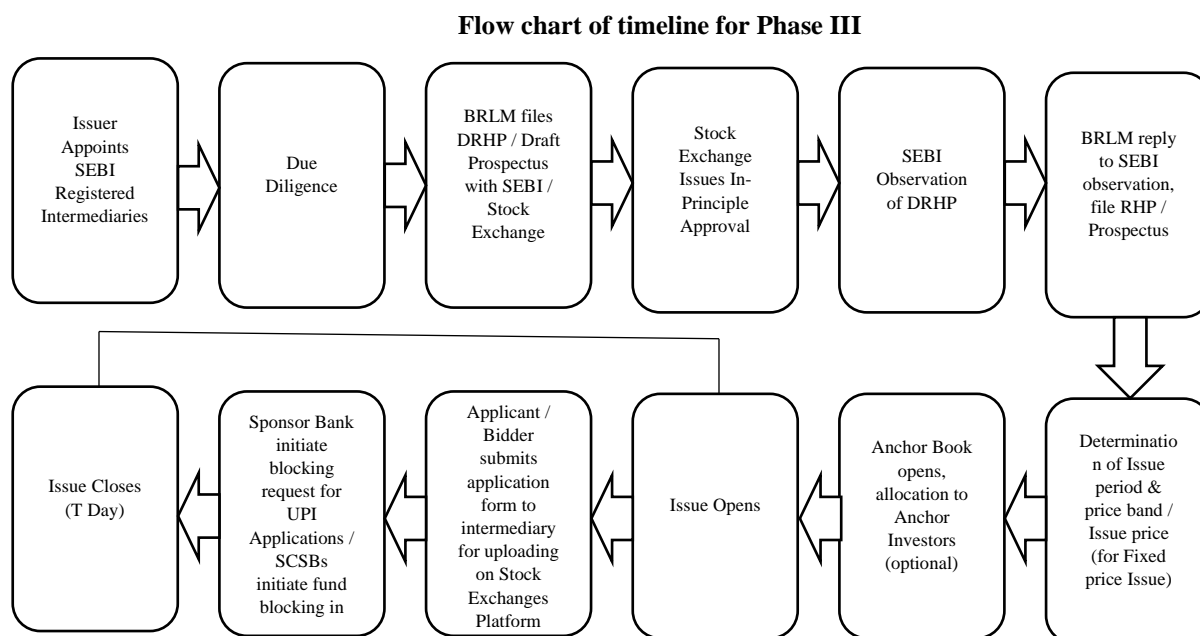 Flow chart of timeline for Phase III
Issuer
Appoints
SEBI
Registered
Intermediaries
Due
Diligence
BRLM files
DRHP / Draft
Prospectus
with SEBI /
Stock
Exchange
Stock
Exchange
Issues In-
Principle
Approval
SEBI
Observation
of DRHP
BRLM reply
to SEBI
observation,
file RHP /
Prospectus
Determinatio
n of Issue
period &
price band /
Issue price
(for Fixed
price Issue)
Anchor Book
opens,
allocation to
Anchor
Investors
(optional)
Issue Opens
Applicant /
Bidder
submits
application
form to
intermediary
for uploading
on Stock
Exchanges
Platform
Sponsor Bank
initiate
blocking
request for
UPI
Applications /
SCSBs
initiate fund
blocking in
Issue Closes
(T Day)